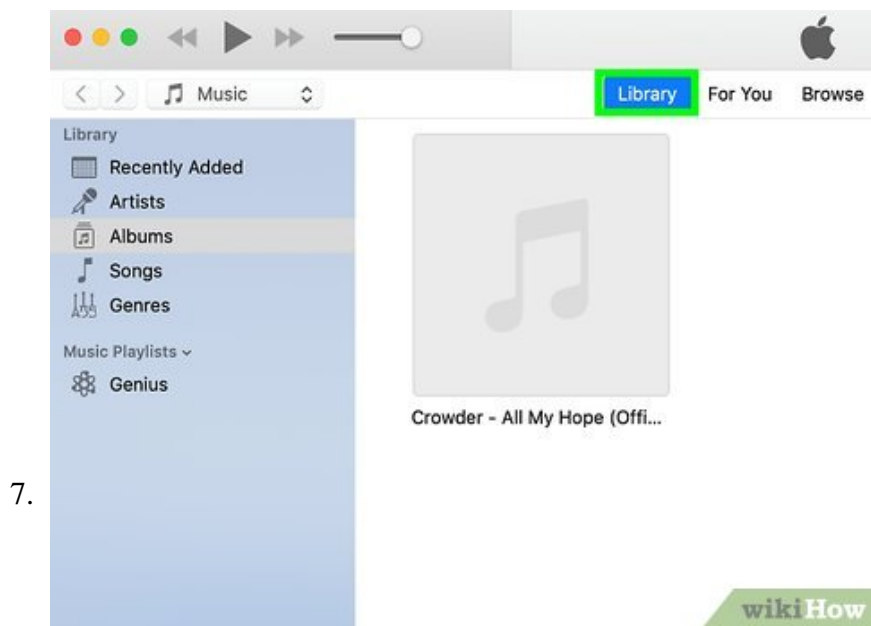 Music
Library
For You
Browse
Library
Recently Added
Artists
Albums
Songs
Genres
Music Playlists
Genius
Crowder - All My Hope (Offi...
7.
wikiHow